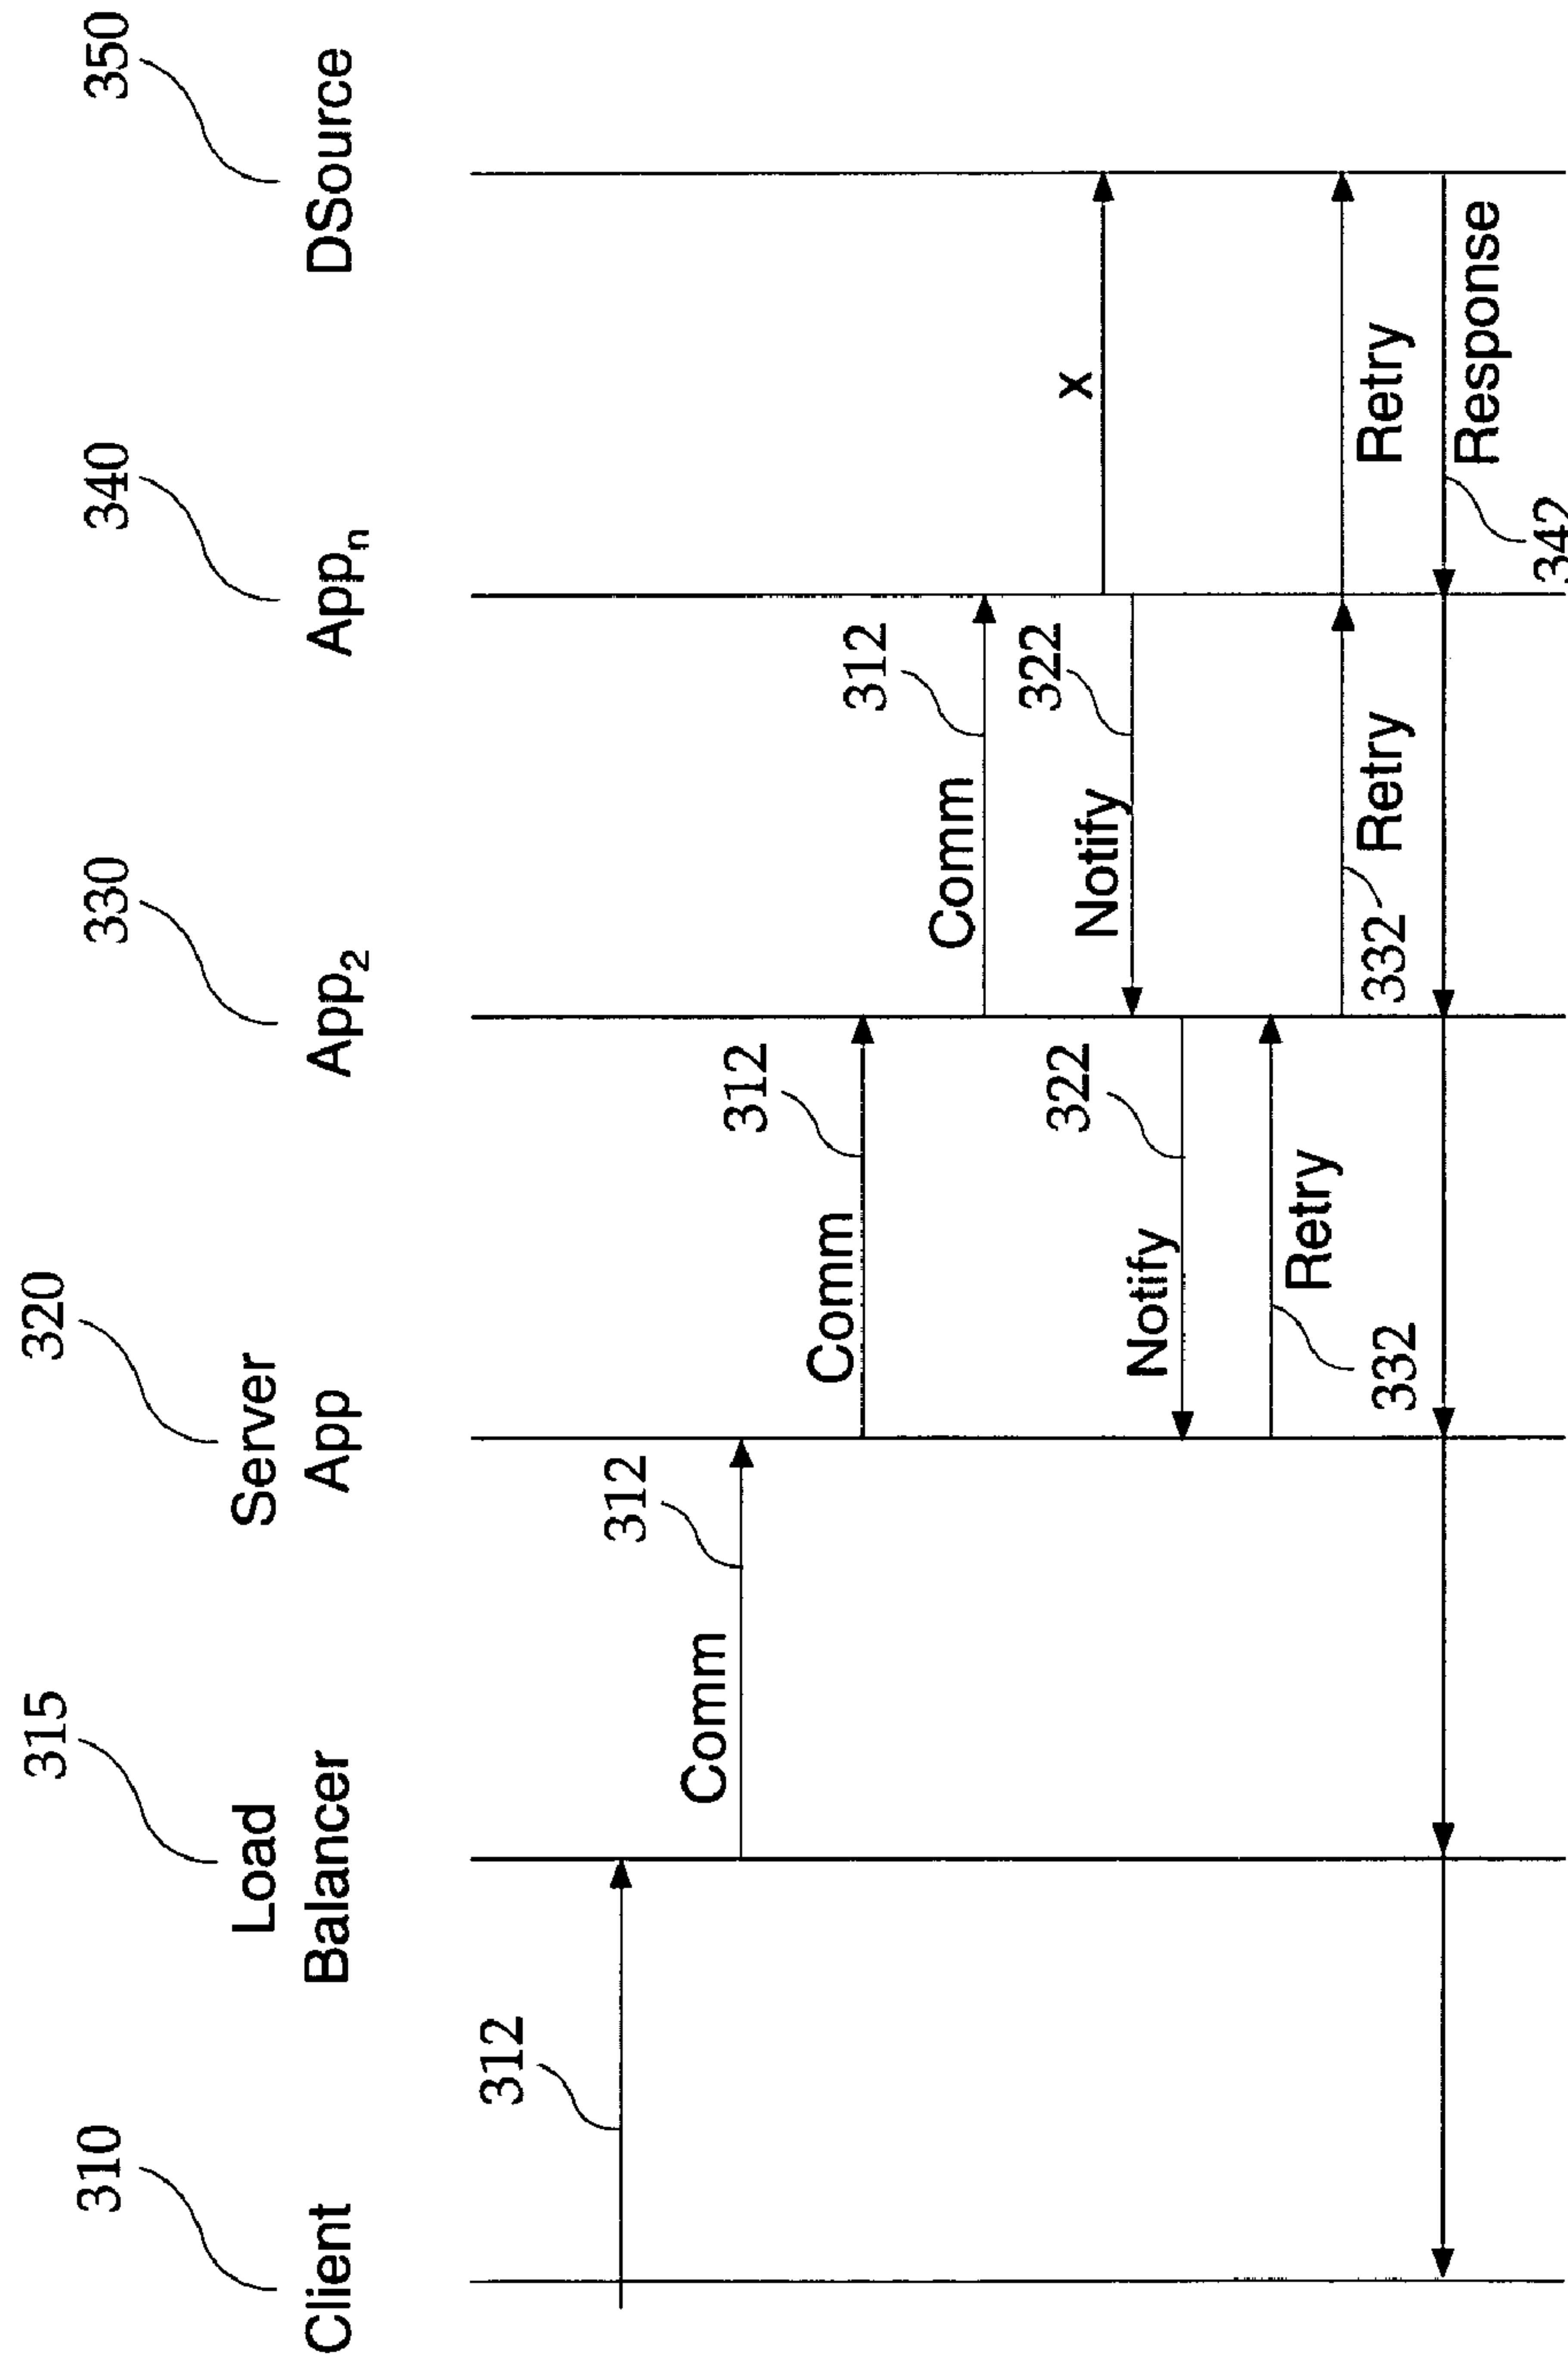 310
315
320
330
340
350
Client
Load
Balancer
Server
App
App₂
Appₙ
DSource
312
Comm
312
Comm
312
Comm
312
x
Notify
322
Notify
322
Retry
332
Retry
332
Retry
Response
342